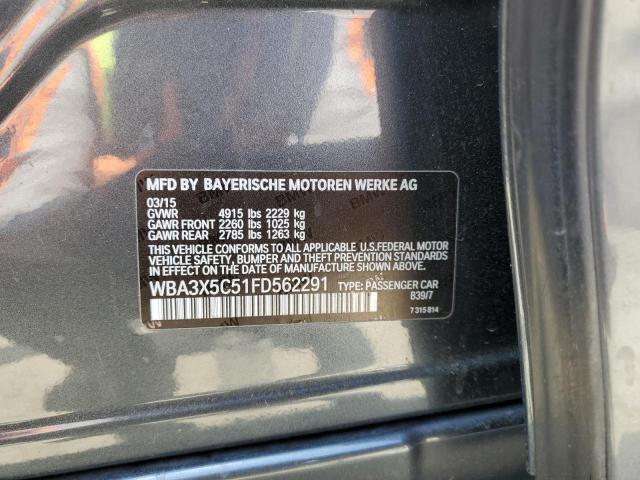 MFD BY BAYERISCHE MOTOREN WERKE AG
03/15
GVWR 4915 lbs 2229 kg
GAWR FRONT 2260 lbs 1025 kg
GAWR REAR 2785 lbs 1263 kg
THIS VEHICLE CONFORMS TO ALL APPLICABLE U.S.FEDERAL MOTOR
VEHICLE SAFETY, BUMPER AND THEFT PREVENTION STANDARDS
IN EFFECT ON THE DATE OF MANUFACTURE SHOWN ABOVE.
WBA3X5C51FD562291 TYPE: PASSENGER CAR
B39/7
7 315 814